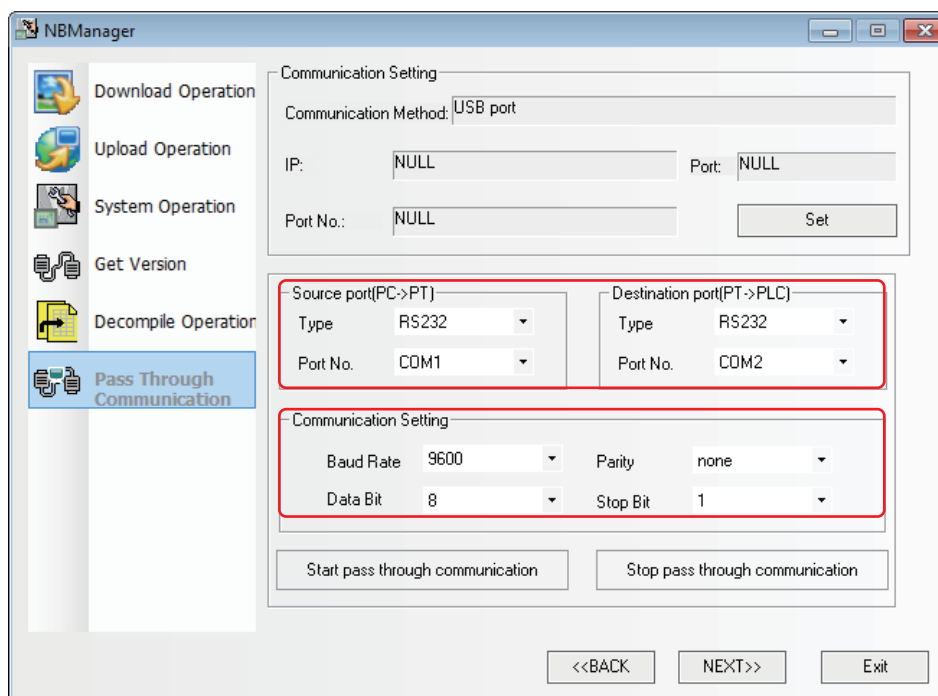 NBManager
Download Operation
Upload Operation
System Operation
Get Version
Decompile Operation
Pass Through
Communication
Communication Setting
Communication Method: USB port
IP: NULL Port: NULL
Port No.: NULL Set
Source port(PC->PT) Destination port(PT->PLC)
Type RS232 Type RS232
Port No. COM1 Port No. COM2
Communication Setting
Baud Rate 9600 Parity none
Data Bit 8 Stop Bit 1
Start pass through communication Stop pass through communication
<<BACK NEXT>> Exit